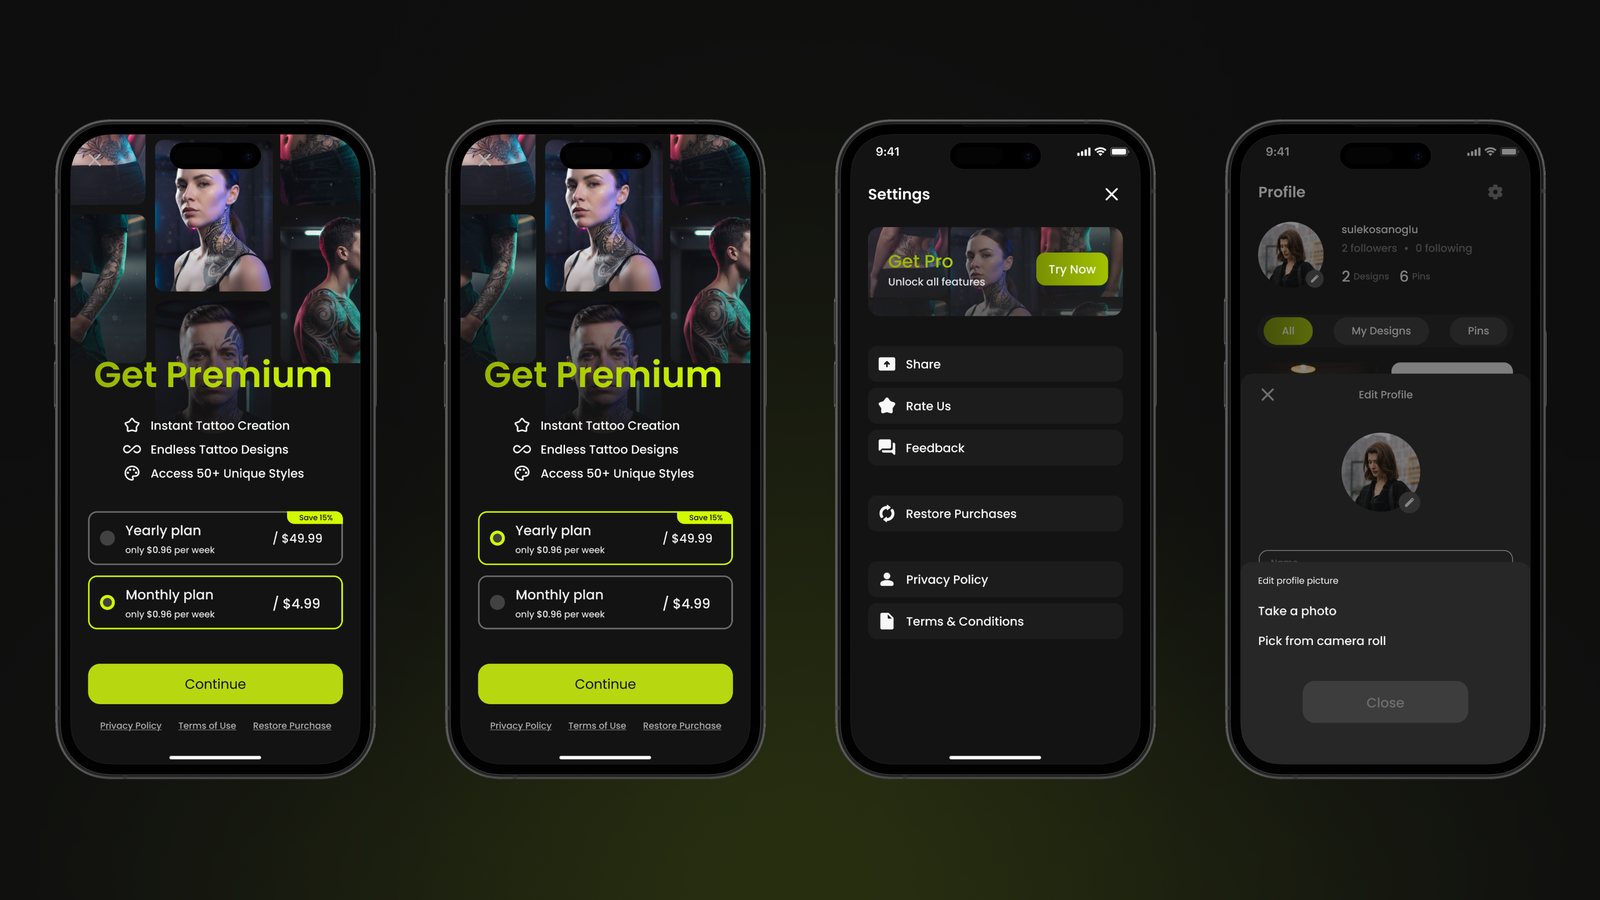 Get Premium
Instant Tattoo Creation
Endless Tattoo Designs
Access 50+ Unique Styles
Save 15%
Yearly plan
only $0.96 per week
/ $49.99
Monthly plan
only $0.96 per week
/ $4.99
Continue
Privacy Policy Terms of Use Restore Purchase
Get Premium
Instant Tattoo Creation
Endless Tattoo Designs
Access 50+ Unique Styles
Save 15%
Yearly plan
only $0.96 per week
/ $49.99
Monthly plan
only $0.96 per week
/ $4.99
Continue
Privacy Policy Terms of Use Restore Purchase
9:41
Settings
Get Pro
Unlock all features
Try Now
Share
Rate Us
Feedback
Restore Purchases
Privacy Policy
Terms & Conditions
9:41
Profile
sulekosanoglu
2 followers • 0 following
2 Designs 6 Pins
All My Designs Pins
Edit Profile
Name
Edit profile picture
Take a photo
Pick from camera roll
Close